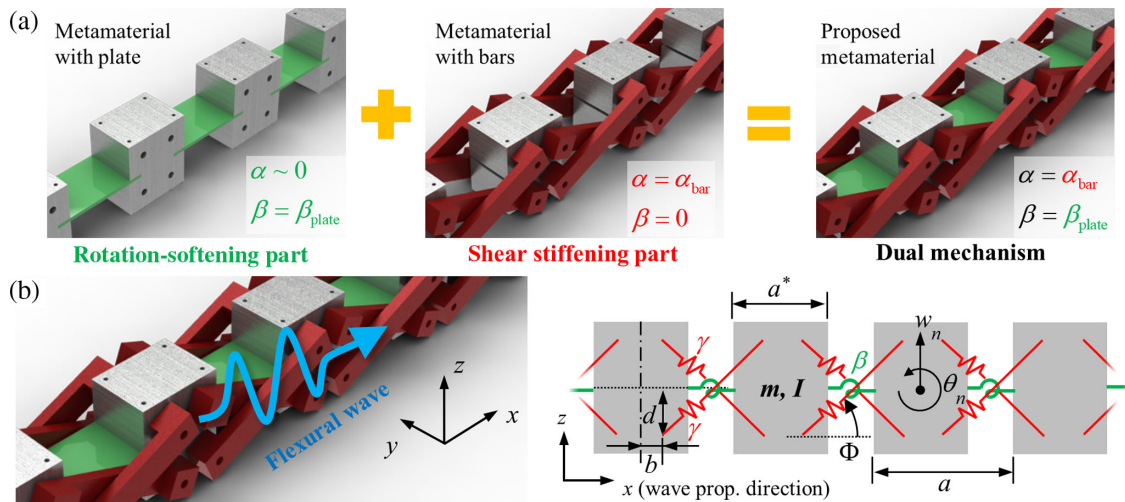 (a)
Metamaterial
with plate
α ~ 0
β = β_plate
Rotation-softening part
Metamaterial
with bars
α = α_bar
β = 0
Shear stiffening part
Proposed
metamaterial
α = α_bar
β = β_plate
Dual mechanism
(b)
Flexural wave
z
x
y
a*
w_n
γ
β
m, I
θ_n
d
γ
Φ
z
b
a
x (wave prop. direction)